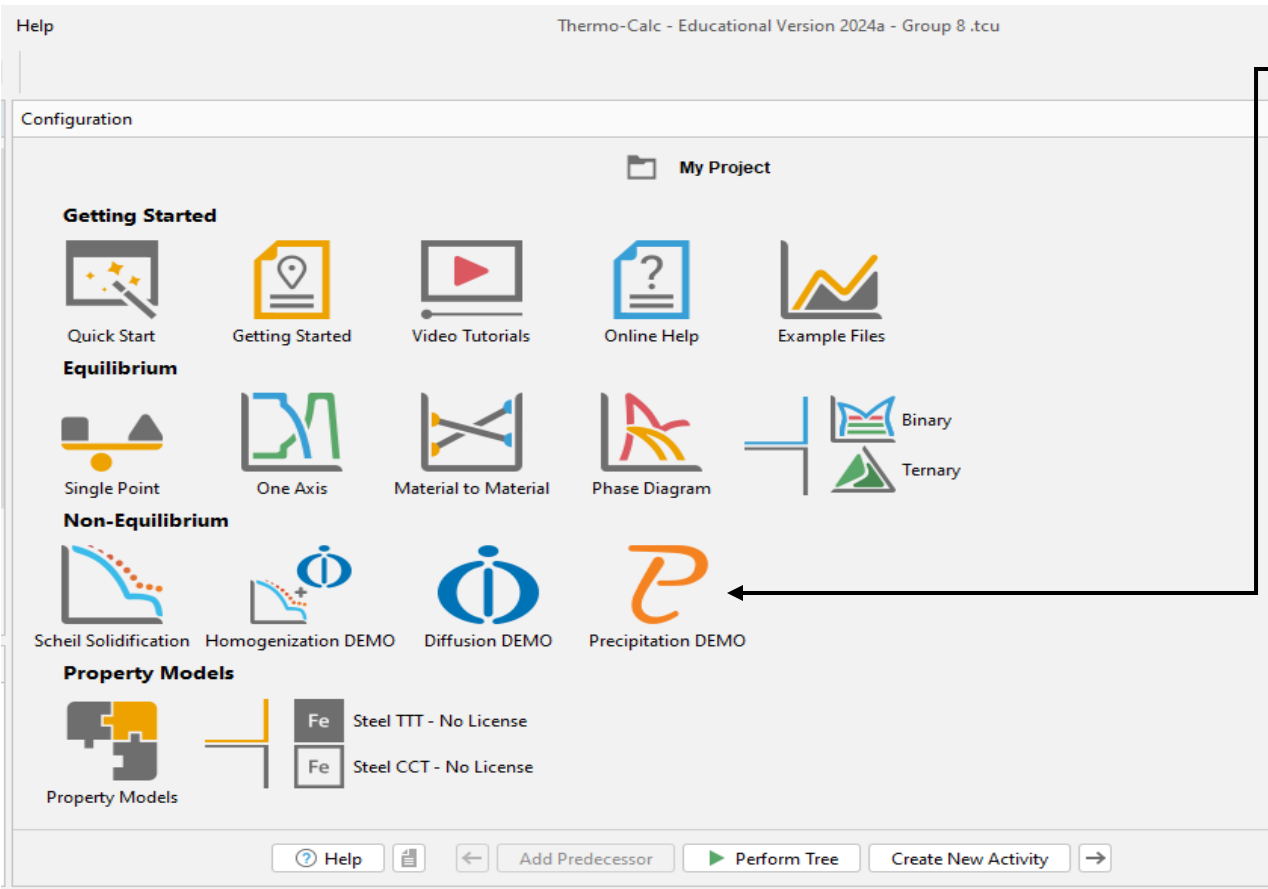 Help
Thermo-Calc - Educational Version 2024a - Group 8 .tcu
Configuration
My Project
Getting Started
Quick Start
Getting Started
Video Tutorials
?
Online Help
Example Files
Equilibrium
Single Point
One Axis
Material to Material
Phase Diagram
Binary
Ternary
Non-Equilibrium
Scheil Solidification
Homogenization DEMO
Diffusion DEMO
Precipitation DEMO
Property Models
Property Models
Fe
Steel TTT - No License
Fe
Steel CCT - No License
? Help
Add Predecessor
Perform Tree
Create New Activity